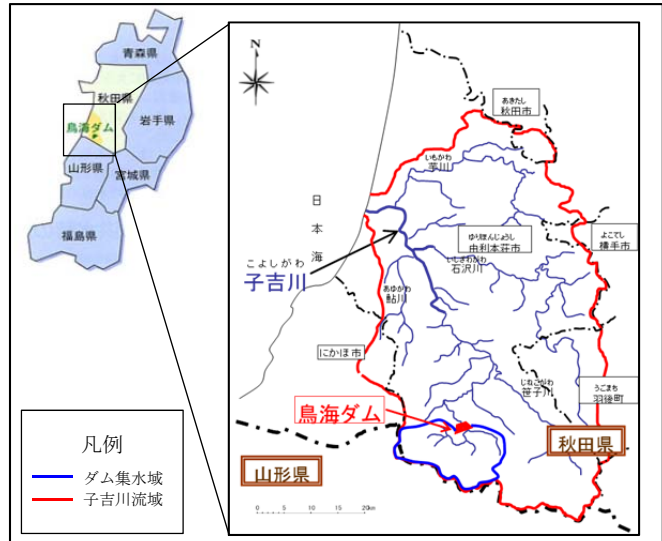 青森県
秋田県
岩手県
鳥海ダム
山形県
宮城県
福島県
凡例
ダム集水域
子吉川流域
N
あきたし
秋田市
いもがわ
芋川
日本海
ゆりほんじょうし
由利本荘市
よこてし
横手市
こよしがわ
子吉川
いしざわがわ
石沢川
あゆかわ
鮎川
にかほ市
じねごがわ
笹子川
うごまち
羽後町
鳥海ダム
秋田県
山形県
0 5 10 15 20km